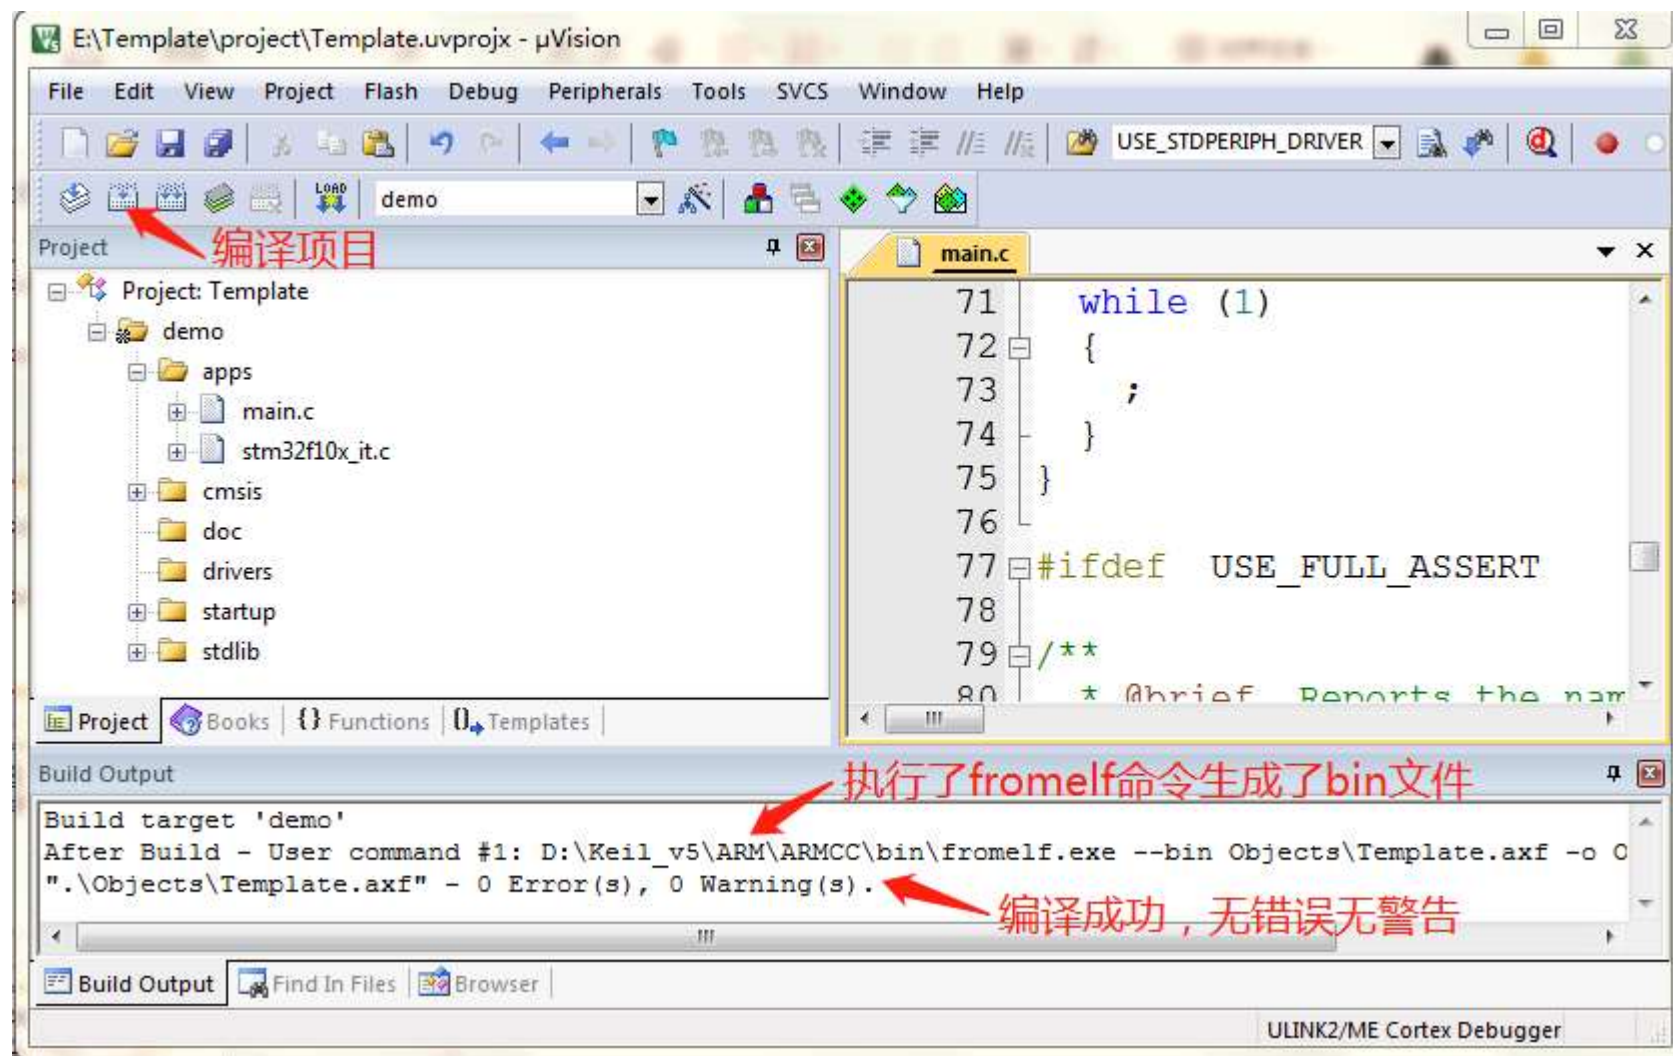 E:\Template\project\Template.uvprojx - µVision
File Edit View Project Flash Debug Peripherals Tools SVCS Window Help
USE_STDPERIPH_DRIVER
LOAD demo
编译项目
Project
Project: Template
demo
apps
main.c
stm32f10x_it.c
cmsis
doc
drivers
startup
stdlib
Project Books {} Functions Templates
main.c
71 while (1)
72 {
73 ;
74 }
75 }
76
77 #ifdef USE_FULL_ASSERT
78
79 /**
80 * @brief Reports the nam
Build Output
执行了fromelf命令生成了bin文件
Build target 'demo'
After Build - User command #1: D:\Keil_v5\ARM\ARMCC\bin\fromelf.exe --bin Objects\Template.axf -o O
".\Objects\Template.axf" - 0 Error(s), 0 Warning(s).
编译成功，无错误无警告
Build Output Find In Files Browser
ULINK2/ME Cortex Debugger